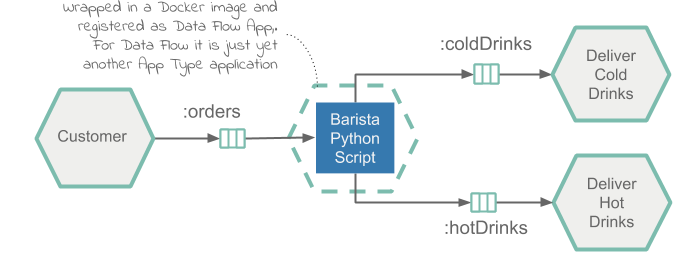 wrapped in a Docker image and
registered as Data Flow App.
For Data Flow it is just yet
another App Type application
:coldDrinks
Deliver
Cold
Drinks
:orders
Customer
Barista
Python
Script
Deliver
Hot
Drinks
:hotDrinks